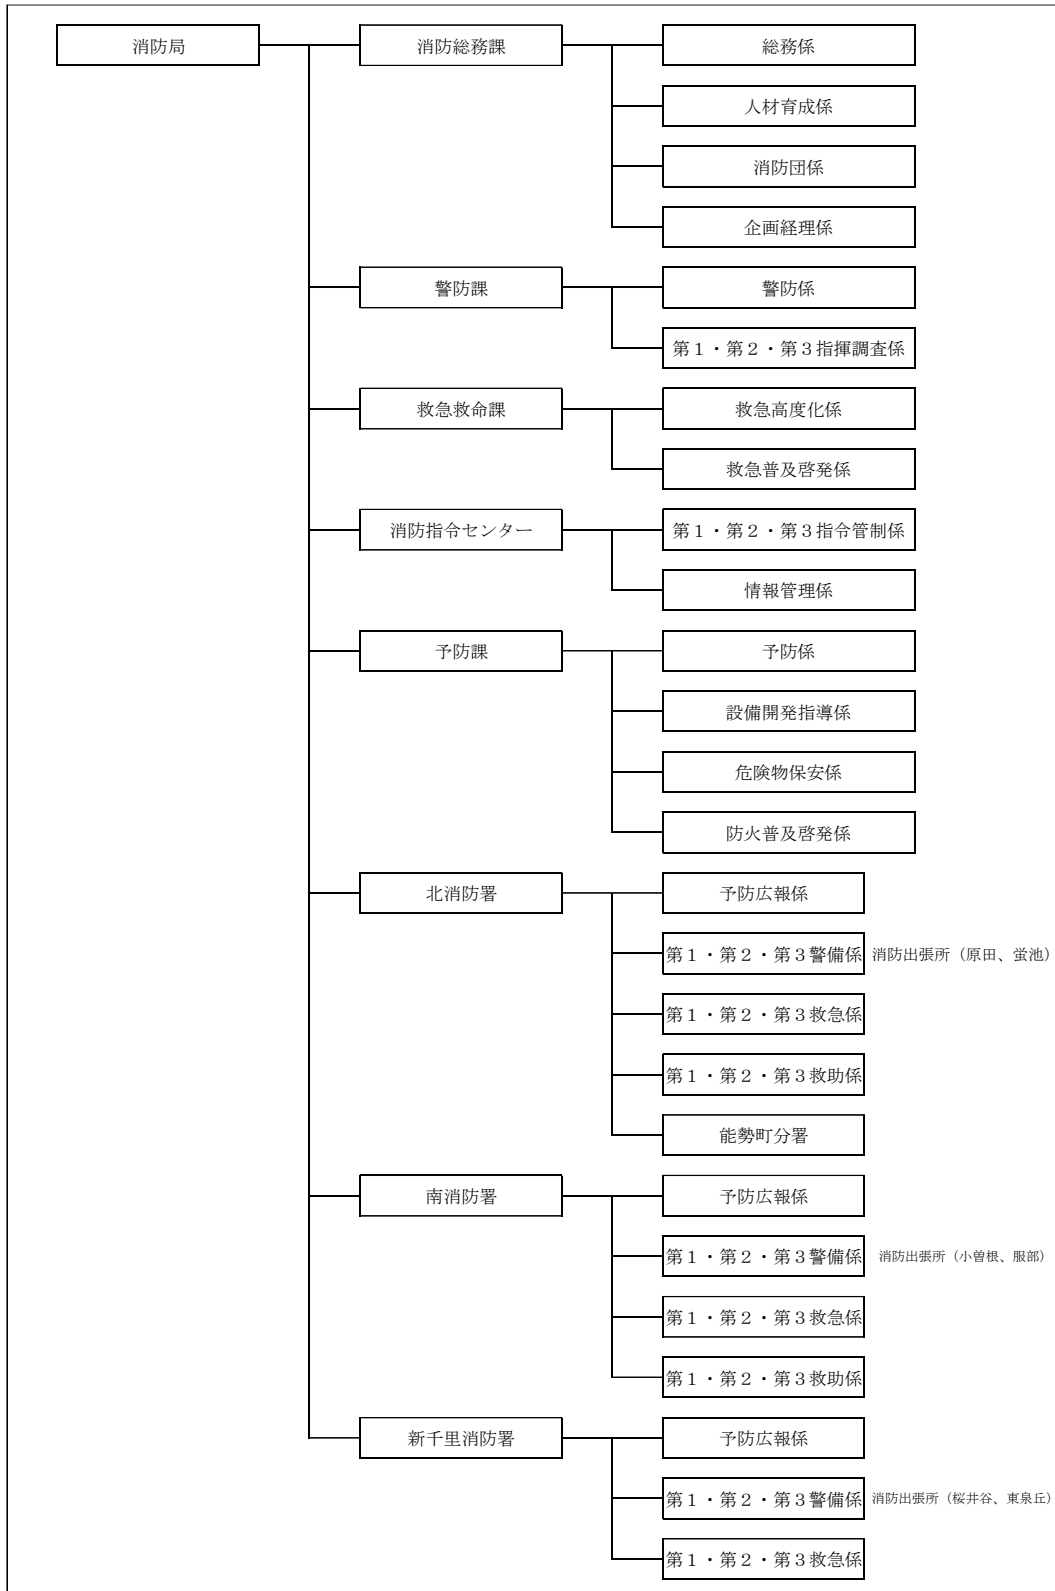 消防局 消防総務課 総務係
人材育成係
消防団係
企画経理係
警防課 警防係
第１・第２・第３指揮調査係
救急救命課 救急高度化係
救急普及啓発係
消防指令センター 第１・第２・第３指令管制係
情報管理係
予防課 予防係
設備開発指導係
危険物保安係
防火普及啓発係
北消防署 予防広報係
第１・第２・第３警備係 消防出張所（原田、蛍池）
第１・第２・第３救急係
第１・第２・第３救助係
能勢町分署
南消防署 予防広報係
第１・第２・第３警備係 消防出張所（小曽根、服部）
第１・第２・第３救急係
第１・第２・第３救助係
新千里消防署 予防広報係
第１・第２・第３警備係 消防出張所（桜井谷、東泉丘）
第１・第２・第３救急係